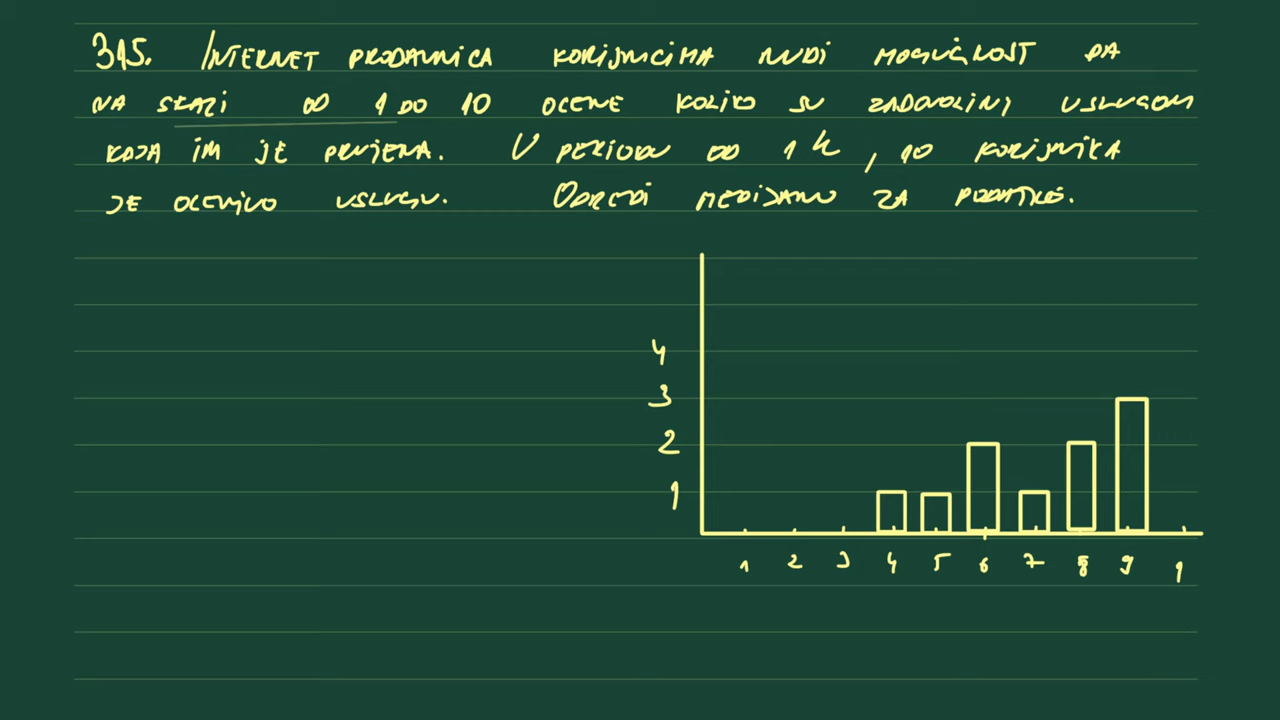 315. INTERNET PRODAVNICA KORISNICIMA NUDI MOGUĆNOST DA
NA SKALI OD 1 DO 10 OCENE KOLIKO SU ZADOVOLJNI USLUGOM
KOJA IM JE PRUŽENA. U PERIODU OD 1 h, 10 KORISNIKA
JE OCENILO USLUGU. ODREDI MEDIJANU ZA PODATKE.
4
3
2
1
1 2 3 4 5 6 7 8 9 1